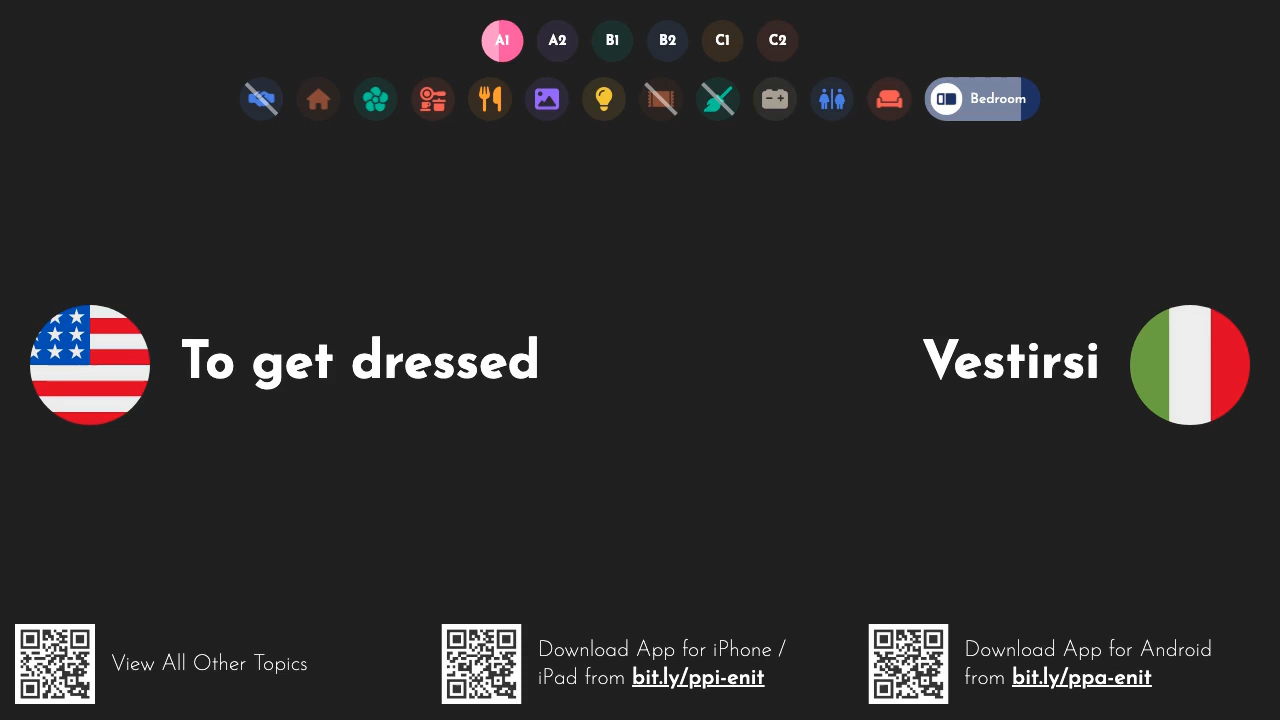 A1 A2 B1 B2 C1 C2
Bedroom
To get dressed
Vestirsi
View All Other Topics
Download App for iPhone /
iPad from bit.ly/ppi-enit
Download App for Android
from bit.ly/ppa-enit